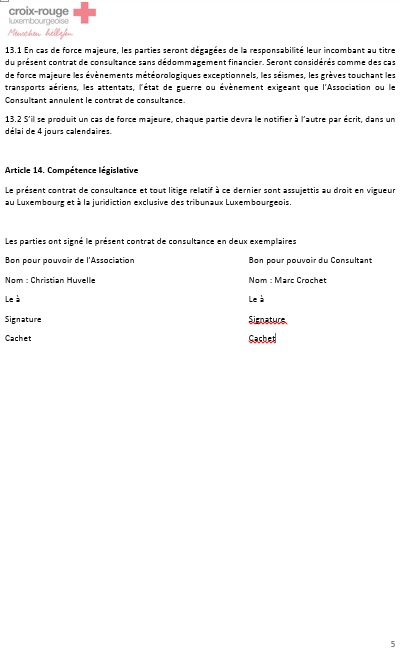 croix-rouge
luxembourgeoise
Mënschen hëllefen
13.1 En cas de force majeure, les parties seront dégagées de la responsabilité leur incombant au titre
du présent contrat de consultance sans dédommagement financier. Seront considérés comme des cas
de force majeure les évènements météorologiques exceptionnels, les séismes, les grèves touchant les
transports aériens, les attentats, l'état de guerre ou évènement exigeant que l'Association ou le
Consultant annulent le contrat de consultance.
13.2 S'il se produit un cas de force majeure, chaque partie devra le notifier à l'autre par écrit, dans un
délai de 4 jours calendaires.
Article 14. Compétence législative
Le présent contrat de consultance et tout litige relatif à ce dernier sont assujettis au droit en vigueur
au Luxembourg et à la juridiction exclusive des tribunaux Luxembourgeois.
Les parties ont signé le présent contrat de consultance en deux exemplaires
Bon pour pouvoir de l'Association Bon pour pouvoir du Consultant
Nom : Christian Huvelle Nom : Marc Crochet
Le à Le à
Signature Signature
Cachet Cachet
5